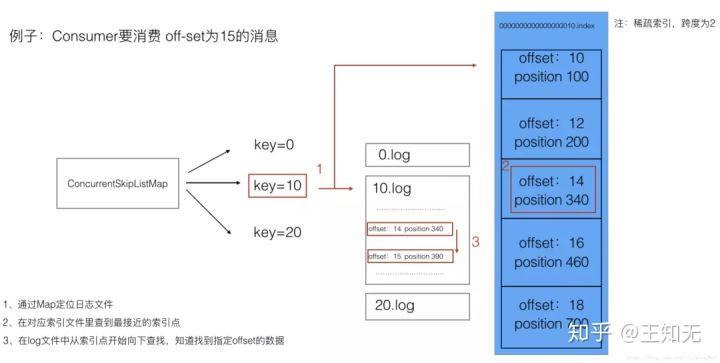 例子：Consumer要消费 off-set为15的消息
0000000000000000010.index
注：稀疏索引，跨度为2
offset：10
position 100
offset：12
position 200
2
offset：14
position 340
offset：16
position 460
offset：18
position 700
ConcurrentSkipListMap
key=0
key=10
key=20
1
0.log
10.log
offset：14 position 340
offset：15 position 390
3
20.log
1、通过Map定位日志文件
2、在对应索引文件里查到最接近的索引点
3、在log文件中从索引点开始向下查找，知道找到指定offset的数据
知乎 @王知无